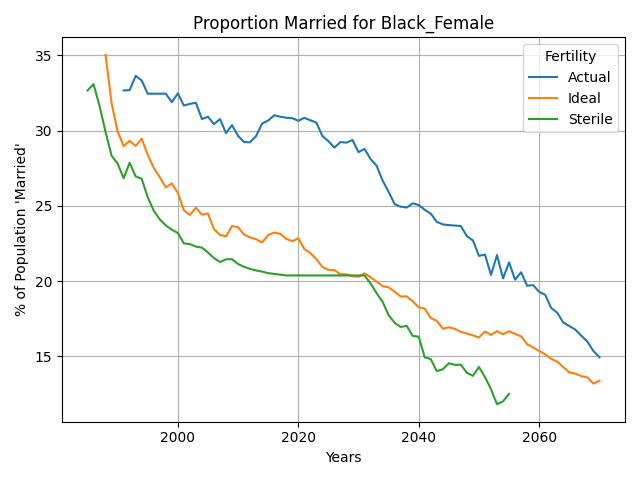 Proportion Married for Black_Female
% of Population 'Married'
35
30
25
20
15
Fertility
Actual
Ideal
Sterile
2000 2020 2040 2060
Years